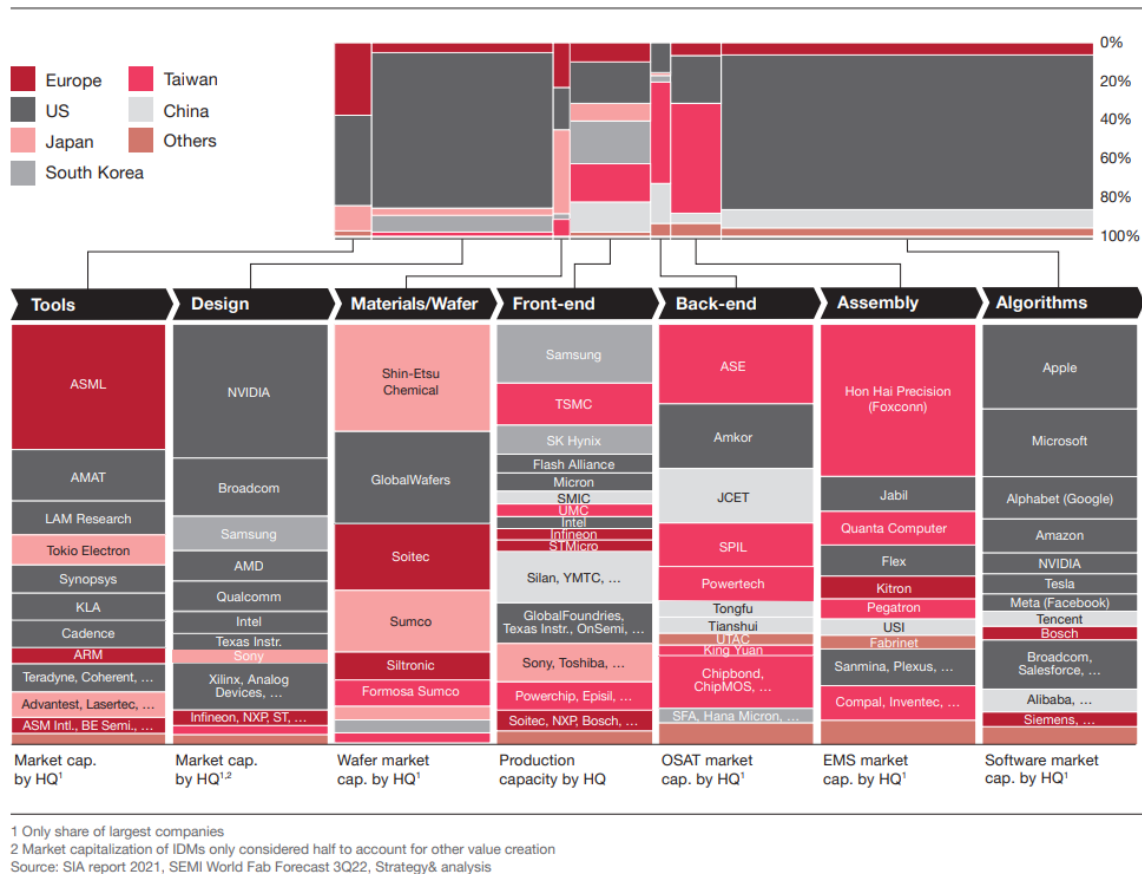 Europe
US
Japan
South Korea
Taiwan
China
Others
0%
20%
40%
60%
80%
100%
Tools
Design
Materials/Wafer
Front-end
Back-end
Assembly
Algorithms
ASML
AMAT
LAM Research
Tokio Electron
Synopsys
KLA
Cadence
ARM
Teradyne, Coherent, ...
Advantest, Lasertec, ...
ASM Intl., BE Semi., ...
Market cap.
by HQ¹
NVIDIA
Broadcom
Samsung
AMD
Qualcomm
Intel
Texas Instr.
Sony
Xilinx, Analog
Devices, ...
Infineon, NXP, ST, ...
Market cap.
by HQ¹,²
Shin-Etsu
Chemical
GlobalWafers
Soitec
Sumco
Siltronic
Formosa Sumco
Wafer market
cap. by HQ¹
Samsung
TSMC
SK Hynix
Flash Alliance
Micron
SMIC
UMC
Intel
Infineon
STMicro
Silan, YMTC, ...
GlobalFoundries,
Texas Instr., OnSemi, ...
Sony, Toshiba, ...
Powerchip, Episil, ...
Soitec, NXP, Bosch, ...
Production
capacity by HQ
ASE
Amkor
JCET
SPIL
Powertech
Tongfu
Tianshui
UTAC
King Yuan
Chipbond,
ChipMOS, ...
SFA, Hana Micron, ...
OSAT market
cap. by HQ¹
Hon Hai Precision
(Foxconn)
Jabil
Quanta Computer
Flex
Kitron
Pegatron
USI
Fabrinet
Sanmina, Plexus, ...
Compal, Inventec, ...
EMS market
cap. by HQ¹
Apple
Microsoft
Alphabet (Google)
Amazon
NVIDIA
Tesla
Meta (Facebook)
Tencent
Bosch
Broadcom,
Salesforce, ...
Alibaba, ...
Siemens, ...
Software market
cap. by HQ¹
1 Only share of largest companies
2 Market capitalization of IDMs only considered half to account for other value creation
Source: SIA report 2021, SEMI World Fab Forecast 3Q22, Strategy& analysis